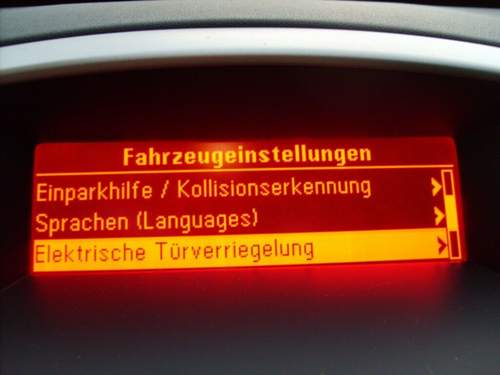 Fahrzeugeinstellungen
Einparkhilfe / Kollisionserkennung
Sprachen (Languages)
Elektrische Türverriegelung